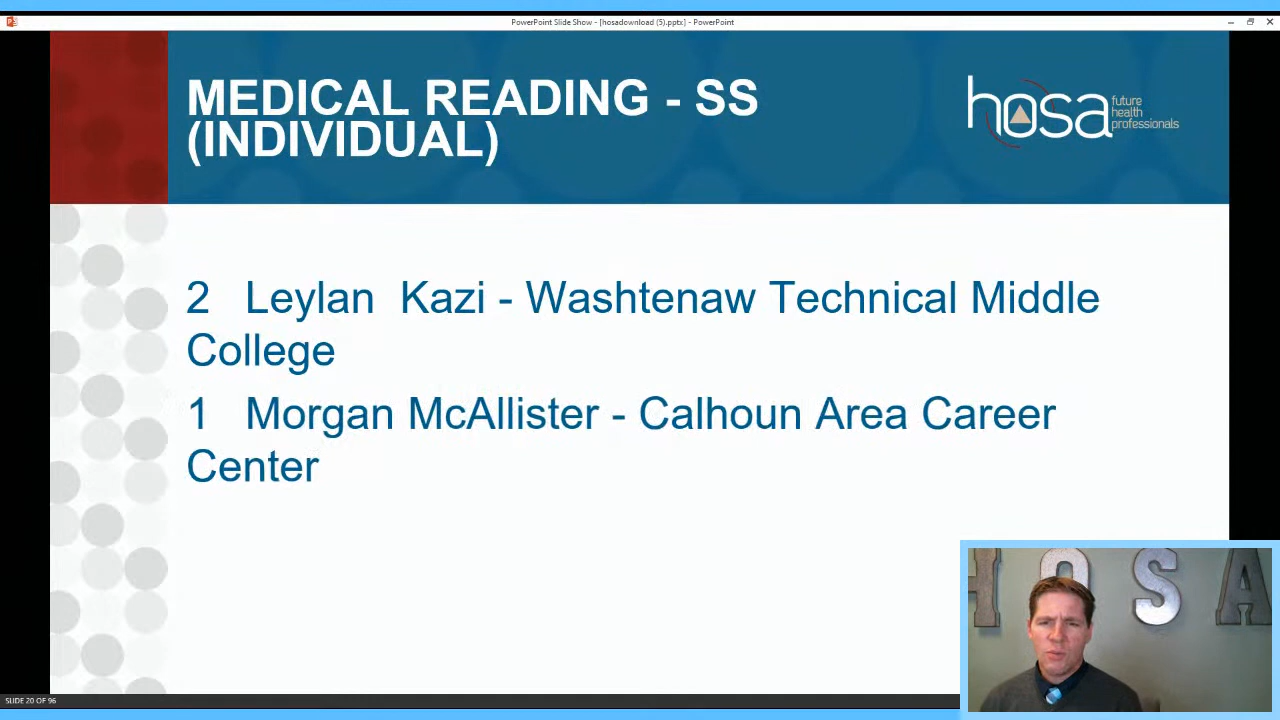 PowerPoint Slide Show - [hosadownload (5).pptx] - PowerPoint
MEDICAL READING - SS
(INDIVIDUAL)
hosa
future
health
professionals
2 Leylan Kazi - Washtenaw Technical Middle
College
1 Morgan McAllister - Calhoun Area Career
Center
HOSA
SLIDE 20 OF 96